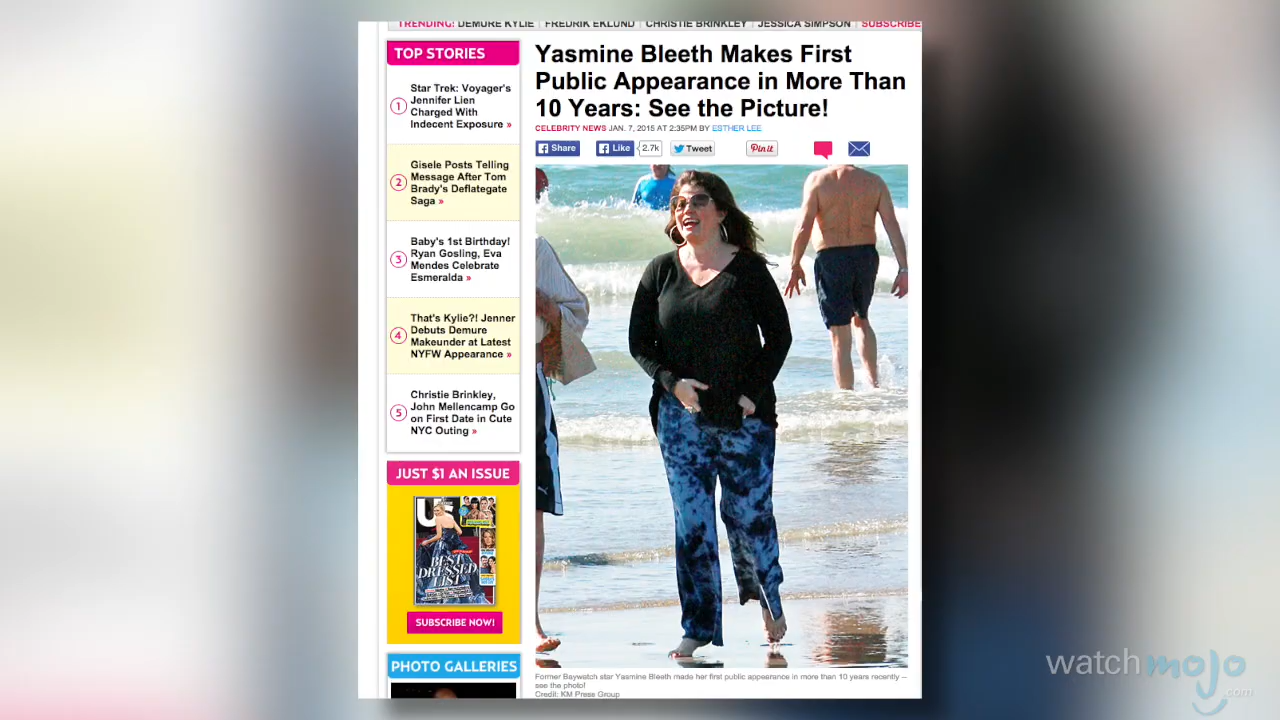 TRENDING: DEMURE KYLIE FREDRIK EKLUND CHRISTIE BRINKLEY JESSICA SIMPSON SUBSCRIBE
TOP STORIES
1
Star Trek: Voyager's
Jennifer Lien
Charged With
Indecent Exposure »
2
Gisele Posts Telling
Message After Tom
Brady's Deflategate
Saga »
3
Baby's 1st Birthday!
Ryan Gosling, Eva
Mendes Celebrate
Esmeralda »
4
That's Kylie?! Jenner
Debuts Demure
Makeunder at Latest
NYFW Appearance »
5
Christie Brinkley,
John Mellencamp Go
on First Date in Cute
NYC Outing »
JUST $1 AN ISSUE
Us
BEST
DRESSED
LIST
SUBSCRIBE NOW!
PHOTO GALLERIES
Yasmine Bleeth Makes First
Public Appearance in More Than
10 Years: See the Picture!
CELEBRITY NEWS JAN. 7, 2015 AT 2:35PM BY ESTHER LEE
Share Like 2.7k Tweet Pin it
Former Baywatch star Yasmine Bleeth made her first public appearance in more than 10 years recently --
see the photo!
Credit: KM Press Group
watchmojo
.com